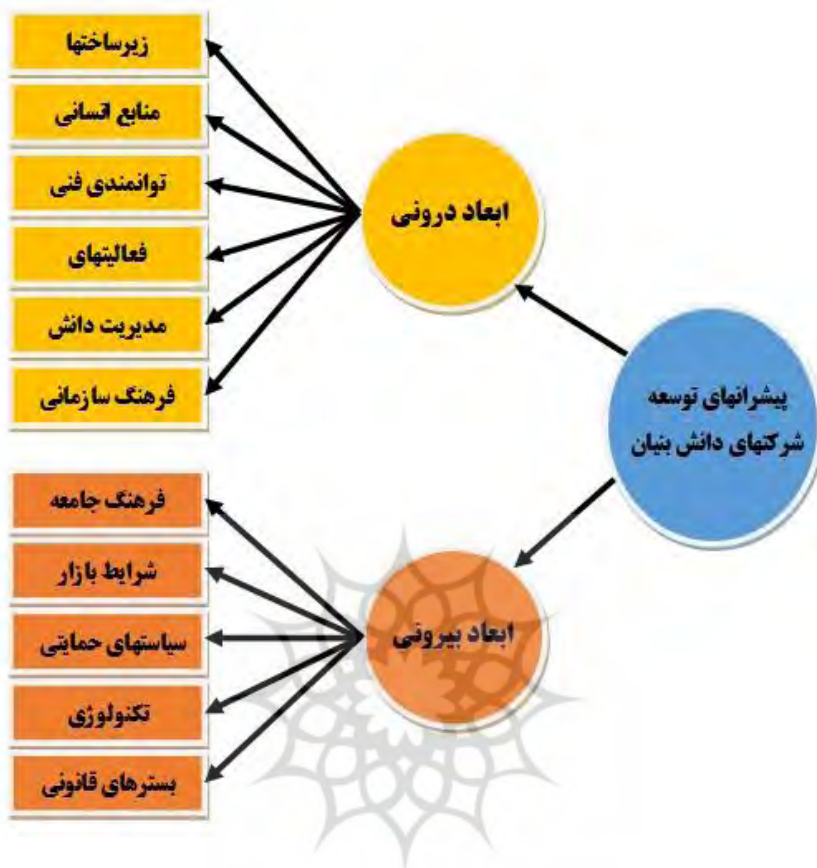 پیشرانهای توسعه
شرکتهای دانش بنیان
ابعاد درونی
زیرساختها
منابع انسانی
توانمندی فنی
فعالیتهای
مدیریت دانش
فرهنگ سازمانی
ابعاد بیرونی
فرهنگ جامعه
شرایط بازار
سیاستهای حمایتی
تکنولوژی
بسترهای قانونی